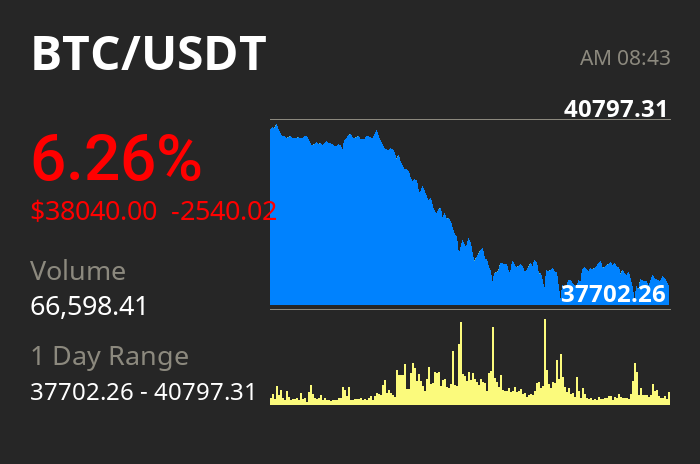 BTC/USDT
AM 08:43
40797.31
6.26%
$38040.00 -2540.02
Volume
66,598.41
37702.26
1 Day Range
37702.26 - 40797.31